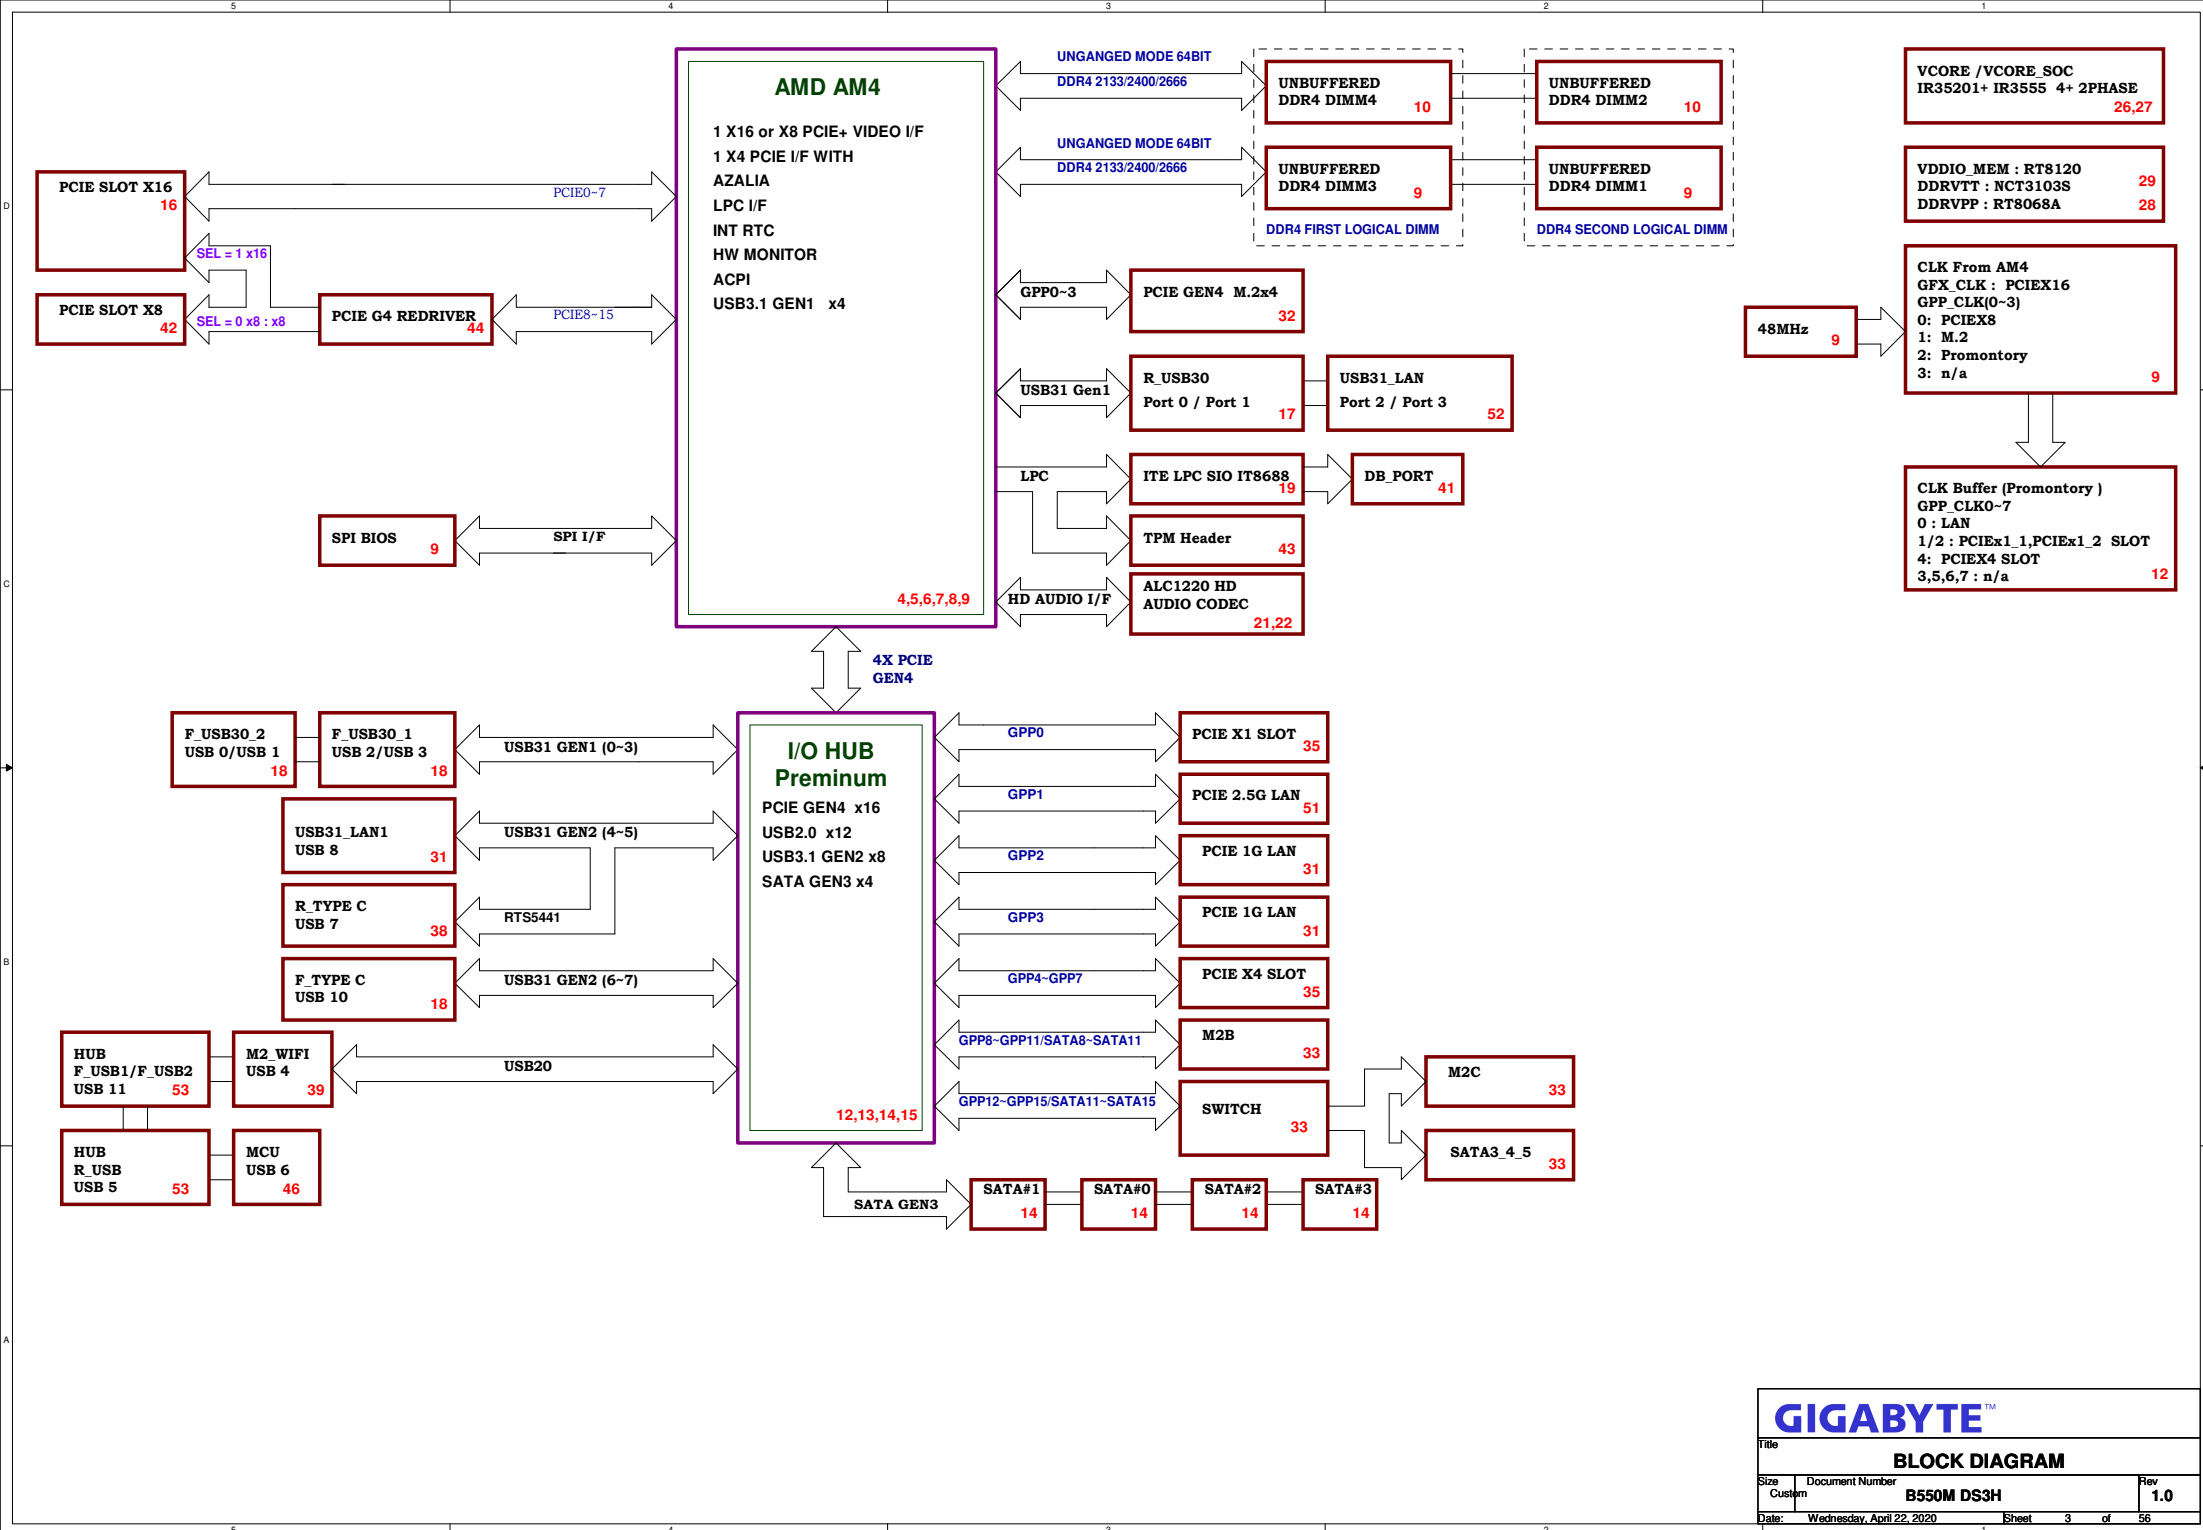 5
4
3
2
1
D
C
B
A
AMD AM4
1 X16 or X8 PCIE+ VIDEO I/F
1 X4 PCIE I/F WITH
AZALIA
LPC I/F
INT RTC
HW MONITOR
ACPI
USB3.1 GEN1 x4
4,5,6,7,8,9
PCIE SLOT X16
16
PCIE0~7
SEL = 1 x16
PCIE SLOT X8
42
SEL = 0 x8 : x8
PCIE G4 REDRIVER
44
PCIE8~15
SPI BIOS
9
SPI I/F
UNGANGED MODE 64BIT
DDR4 2133/2400/2666
UNBUFFERED
DDR4 DIMM4
10
UNBUFFERED
DDR4 DIMM2
10
UNGANGED MODE 64BIT
DDR4 2133/2400/2666
UNBUFFERED
DDR4 DIMM3
9
UNBUFFERED
DDR4 DIMM1
9
DDR4 FIRST LOGICAL DIMM
DDR4 SECOND LOGICAL DIMM
GPP0~3
PCIE GEN4 M.2x4
32
USB31 Gen1
R_USB30
Port 0 / Port 1
17
USB31_LAN
Port 2 / Port 3
52
LPC
ITE LPC SIO IT8688
19
DB_PORT
41
TPM Header
43
HD AUDIO I/F
ALC1220 HD
AUDIO CODEC
21,22
VCORE /VCORE_SOC
IR35201+ IR3555 4+ 2PHASE
26,27
VDDIO_MEM : RT8120
29
DDRVTT : NCT3103S
DDRVPP : RT8068A
28
48MHz
9
CLK From AM4
GFX_CLK : PCIEX16
GPP_CLK(0~3)
0: PCIEX8
1: M.2
2: Promontory
3: n/a
9
CLK Buffer (Promontory )
GPP_CLK0~7
0 : LAN
1/2 : PCIEx1_1,PCIEx1_2 SLOT
4: PCIEX4 SLOT
3,5,6,7 : n/a
12
4X PCIE
GEN4
I/O HUB
Preminum
PCIE GEN4 x16
USB2.0 x12
USB3.1 GEN2 x8
SATA GEN3 x4
12,13,14,15
F_USB30_2
USB 0/USB 1
18
F_USB30_1
USB 2/USB 3
18
USB31 GEN1 (0~3)
USB31_LAN1
USB 8
31
USB31 GEN2 (4~5)
R_TYPE C
USB 7
38
RTS5441
F_TYPE C
USB 10
18
USB31 GEN2 (6~7)
HUB
F_USB1/F_USB2
USB 11
53
M2_WIFI
USB 4
39
USB20
HUB
R_USB
USB 5
53
MCU
USB 6
46
GPP0
PCIE X1 SLOT
35
GPP1
PCIE 2.5G LAN
51
GPP2
PCIE 1G LAN
31
GPP3
PCIE 1G LAN
31
GPP4~GPP7
PCIE X4 SLOT
35
GPP8~GPP11/SATA8~SATA11
M2B
33
GPP12~GPP15/SATA11~SATA15
SWITCH
33
M2C
33
SATA3_4_5
33
SATA GEN3
SATA#1
14
SATA#0
14
SATA#2
14
SATA#3
14
GIGABYTE™
Title
BLOCK DIAGRAM
Size
Custom
Document Number
B550M DS3H
Rev
1.0
Date: Wednesday, April 22, 2020 Sheet 3 of 56
5
4
3
2
1